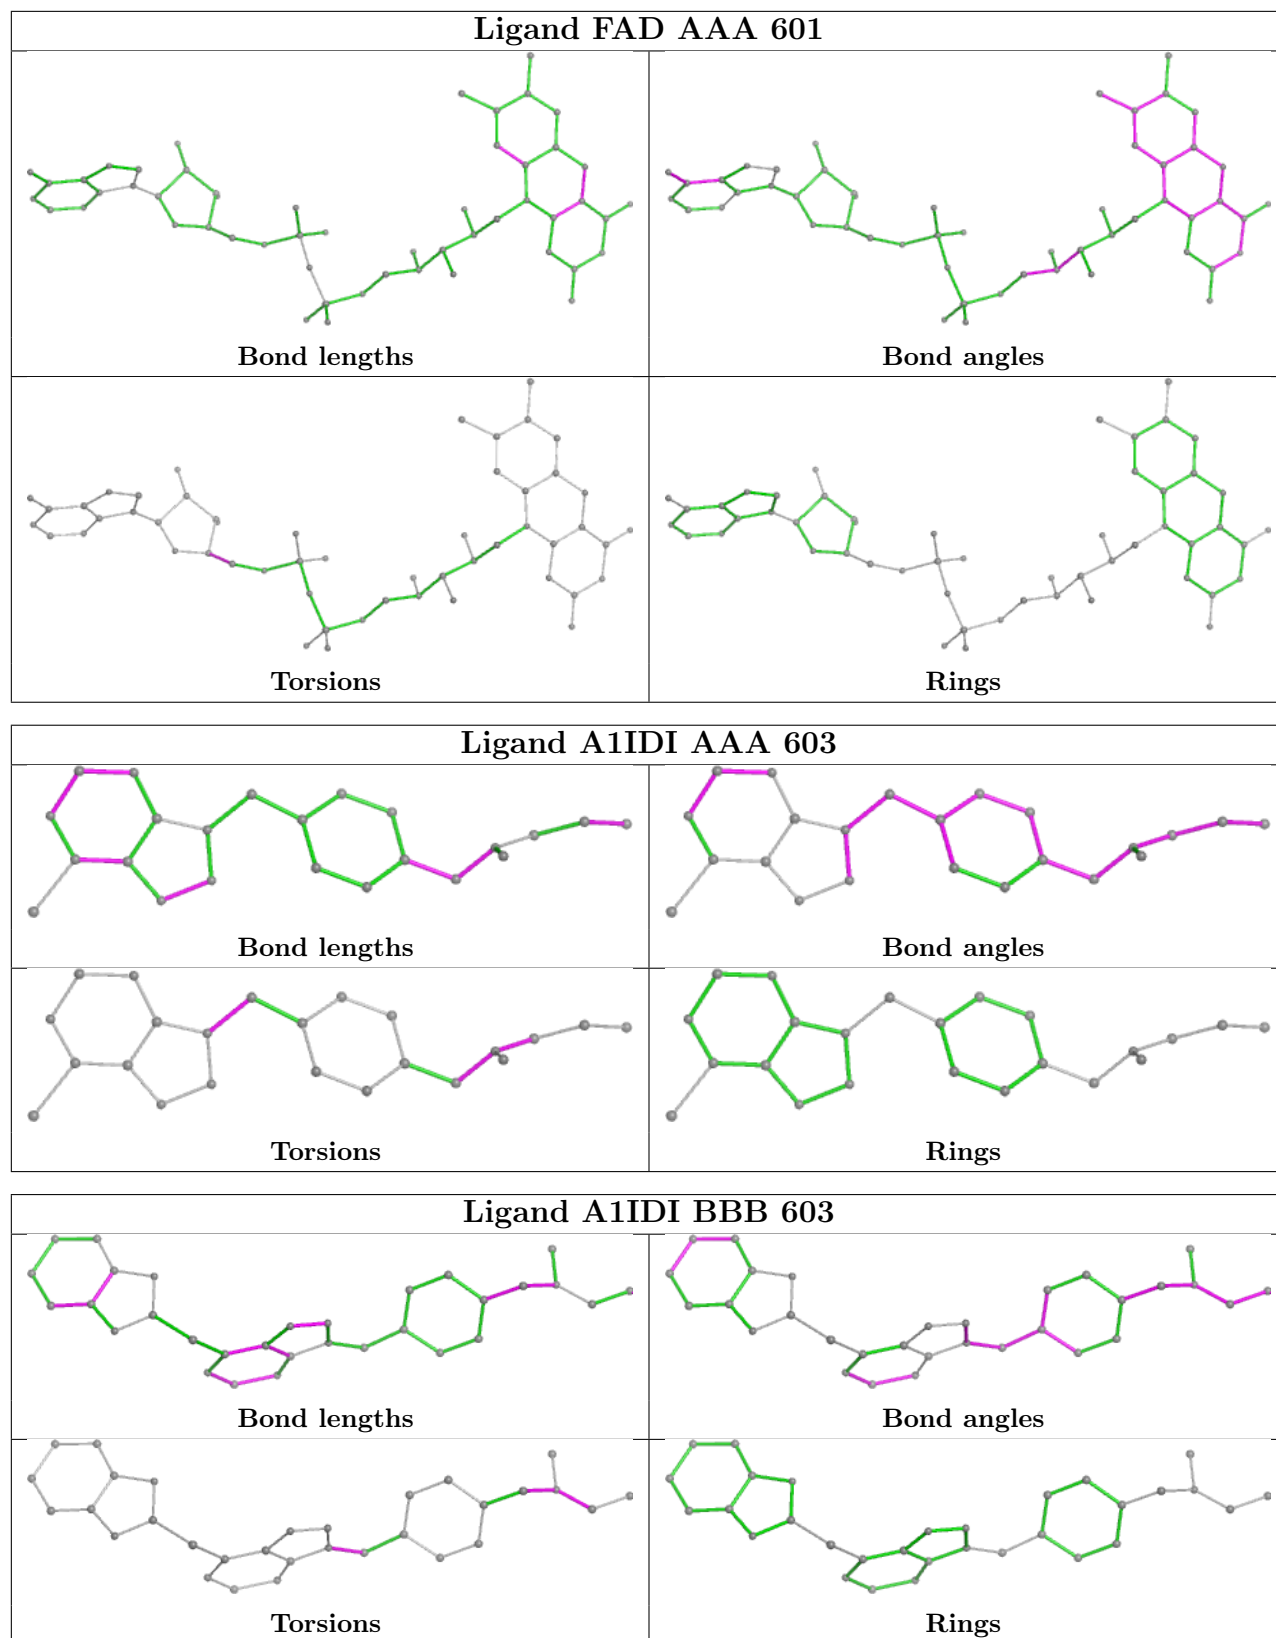 Ligand FAD AAA 601
Bond lengths
Bond angles
Torsions
Rings
Ligand A1IDI AAA 603
Bond lengths
Bond angles
Torsions
Rings
Ligand A1IDI BBB 603
Bond lengths
Bond angles
Torsions
Rings